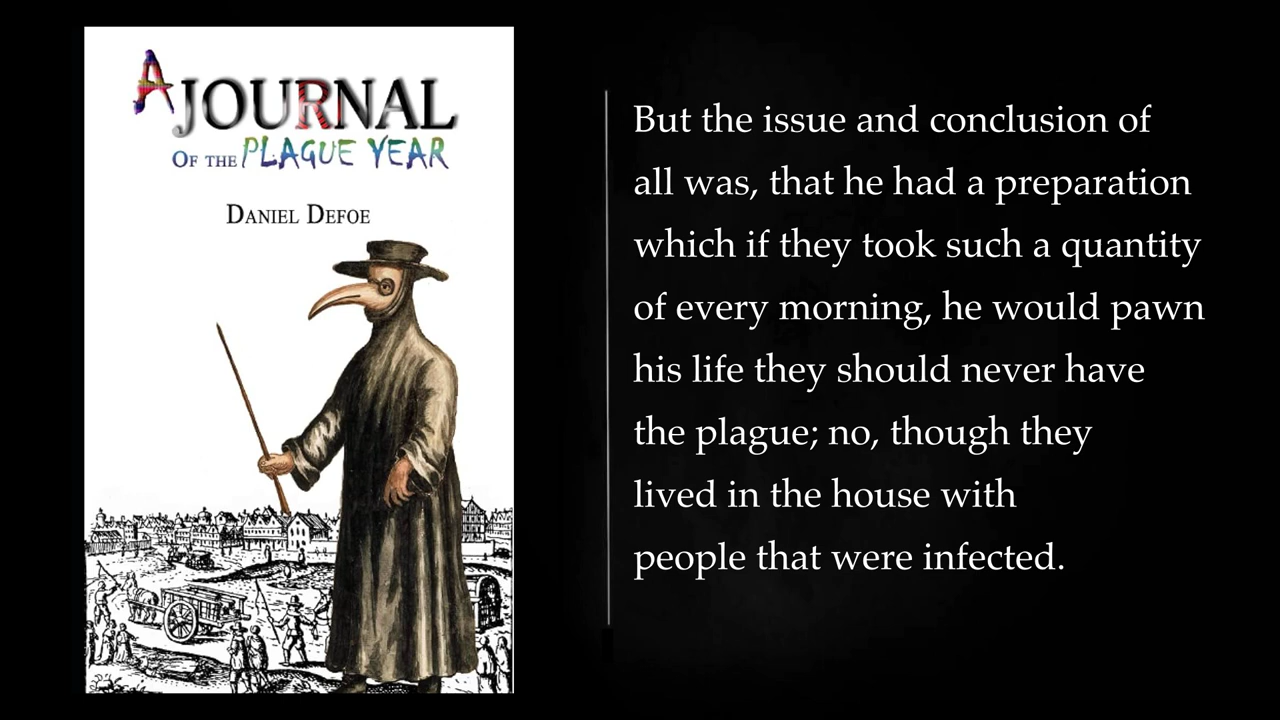 A JOURNAL
OF THE PLAGUE YEAR
DANIEL DEFOE
But the issue and conclusion of
all was, that he had a preparation
which if they took such a quantity
of every morning, he would pawn
his life they should never have
the plague; no, though they
lived in the house with
people that were infected.